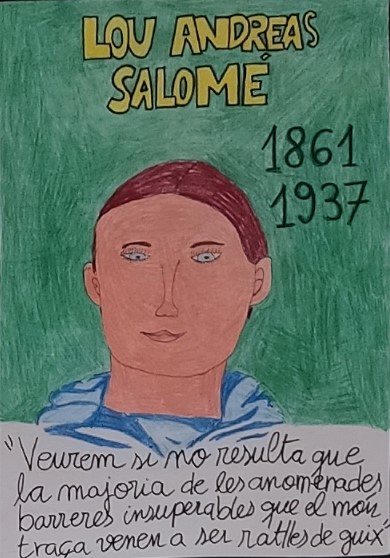 LOU ANDREAS
SALOMÉ
1861
1937
"Veurem si no resulta que
la majoria de les anomenades
barreres insuperables que el món
traça venen a ser ratlles de guix